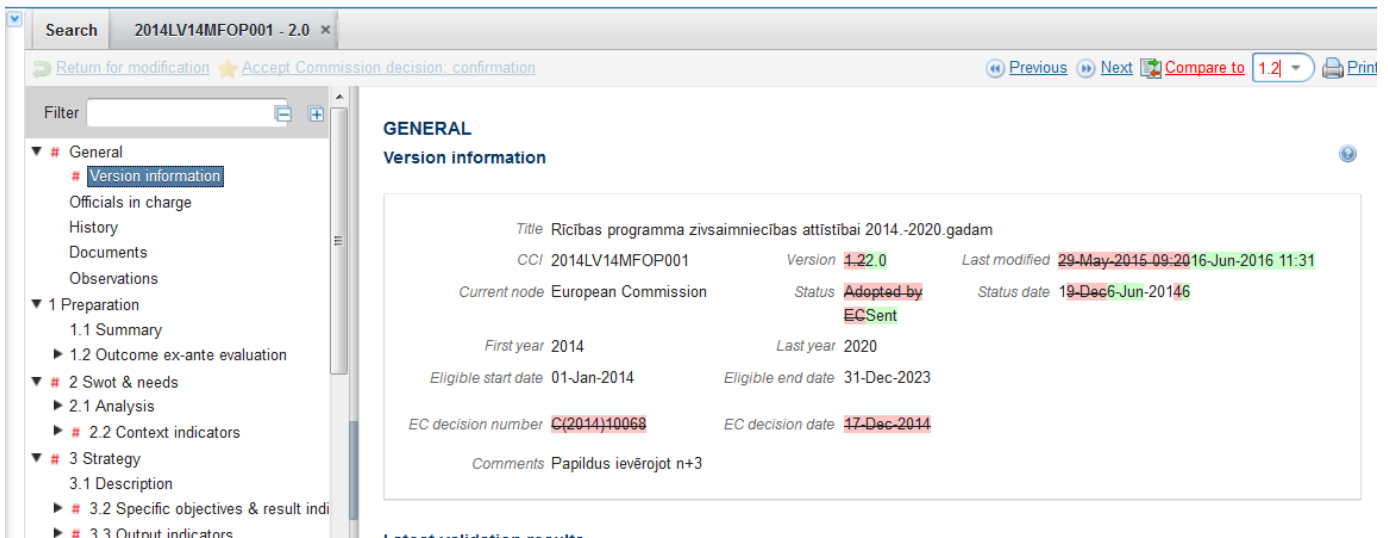 Search 2014LV14MFOP001 - 2.0 ×
Return for modification Accept Commission decision: confirmation Previous Next Compare to 1.2 Print
Filter
▼ # General
# Version information
Officials in charge
History
Documents
Observations
▼ 1 Preparation
1.1 Summary
▶ 1.2 Outcome ex-ante evaluation
▼ # 2 Swot & needs
▶ 2.1 Analysis
▶ # 2.2 Context indicators
▼ # 3 Strategy
3.1 Description
▶ # 3.2 Specific objectives & result indi
▶ # 3.3 Output indicators
GENERAL
Version information
Title Rīcības programma zivsaimniecības attīstībai 2014.-2020.gadam
CCI 2014LV14MFOP001 Version 1.22.0 Last modified 29-May-2015 09:2016-Jun-2016 11:31
Current node European Commission Status Adopted by Status date 19-Dec6-Jun-20146
ECSent
First year 2014 Last year 2020
Eligible start date 01-Jan-2014 Eligible end date 31-Dec-2023
EC decision number C(2014)10068 EC decision date 17-Dec-2014
Comments Papildus ievērojot n+3
Latest validation results